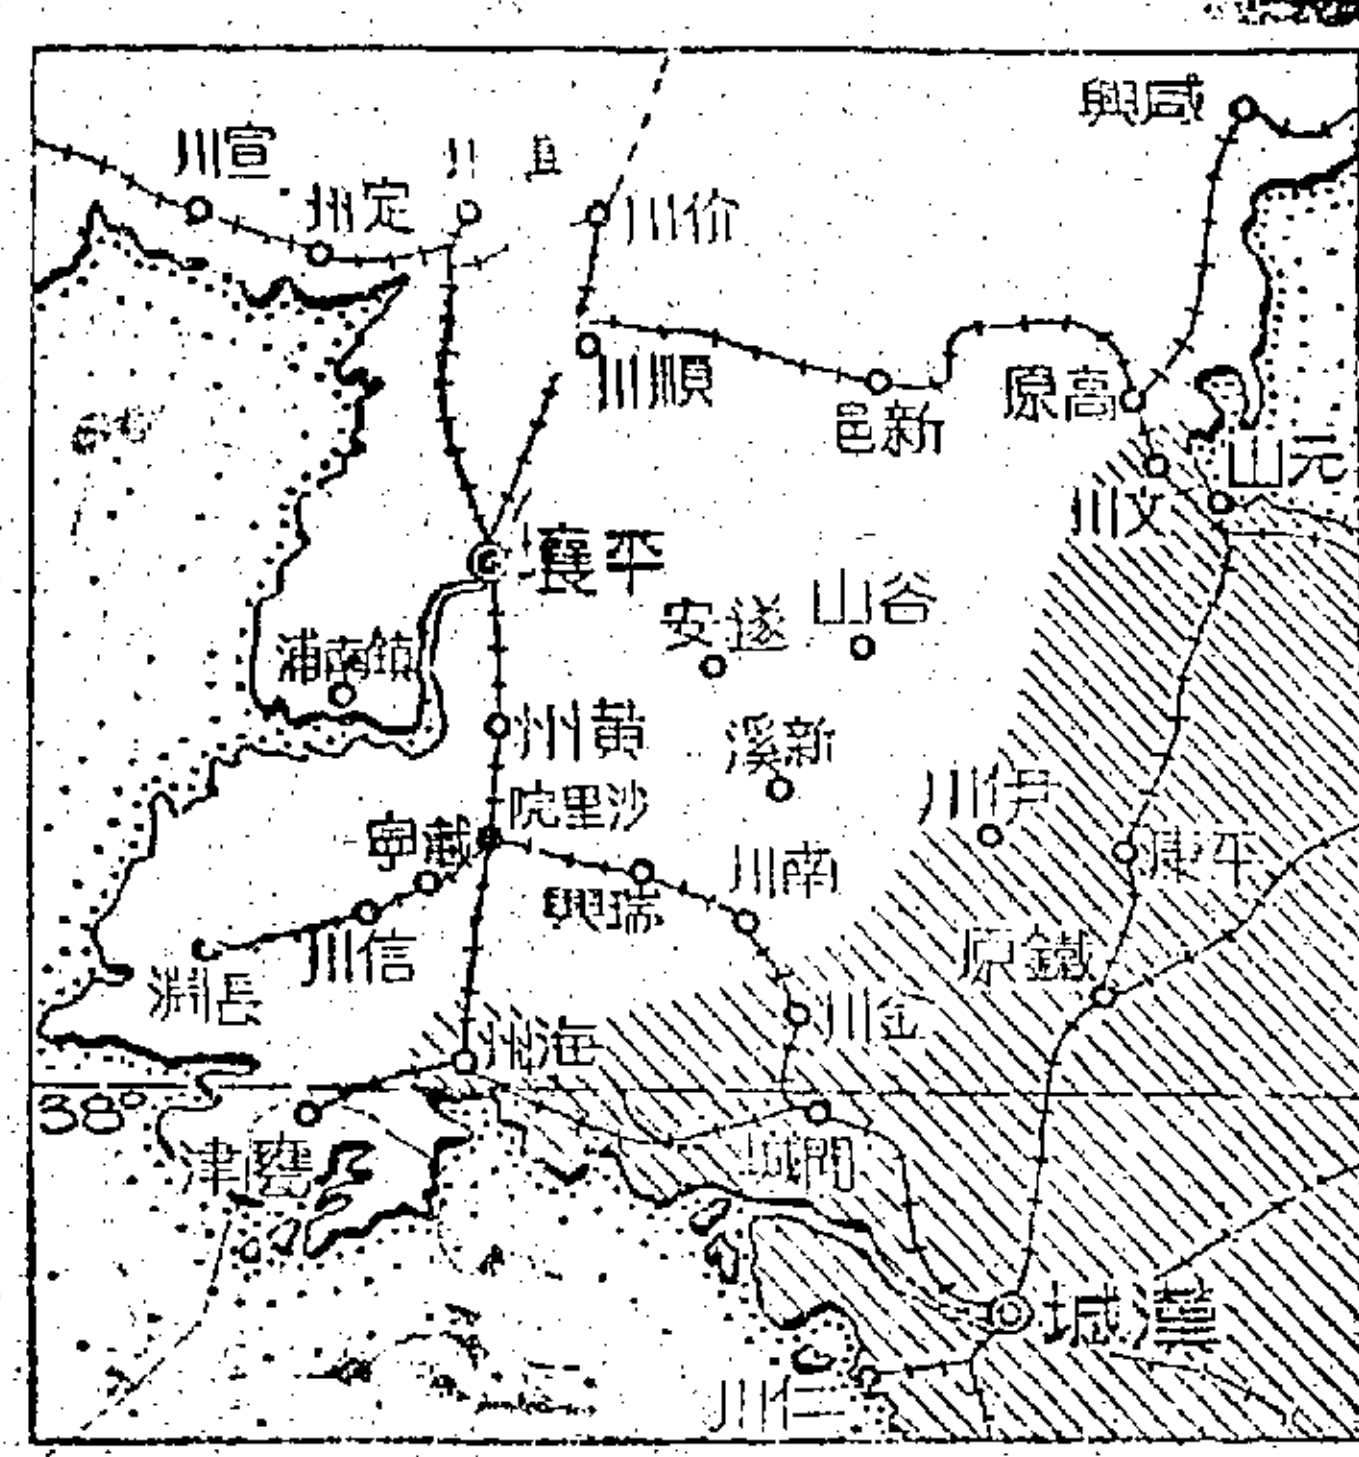 咸興
宣川
定州
价川
順川
高原
新邑
元山
文川
平壤
谷山
遂安
鎮南浦
黃州
新溪
伊川
沙里院
載寧
平康
南川
瑞興
信川
鐵原
長淵
金川
海州
38°
甕津
開城
漢城
仁川